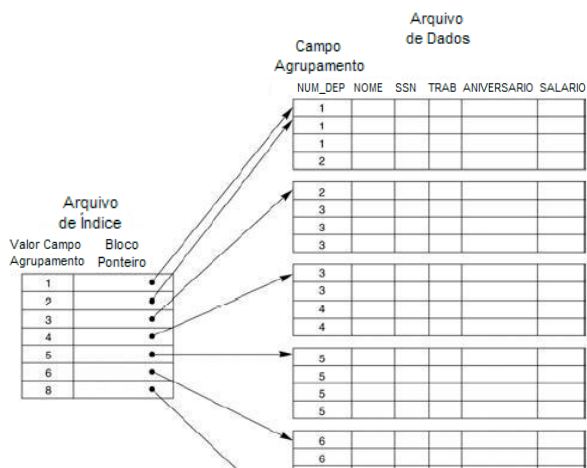 Arquivo
de Dados
Campo
Agrupamento
NUM_DEP NOME SSN TRAB ANIVERSARIO SALARIO
1
1
1
2
2
3
3
3
3
3
4
4
5
5
5
5
6
6
Arquivo
de Índice
Valor Campo Bloco
Agrupamento Ponteiro
1
2
3
4
5
6
8